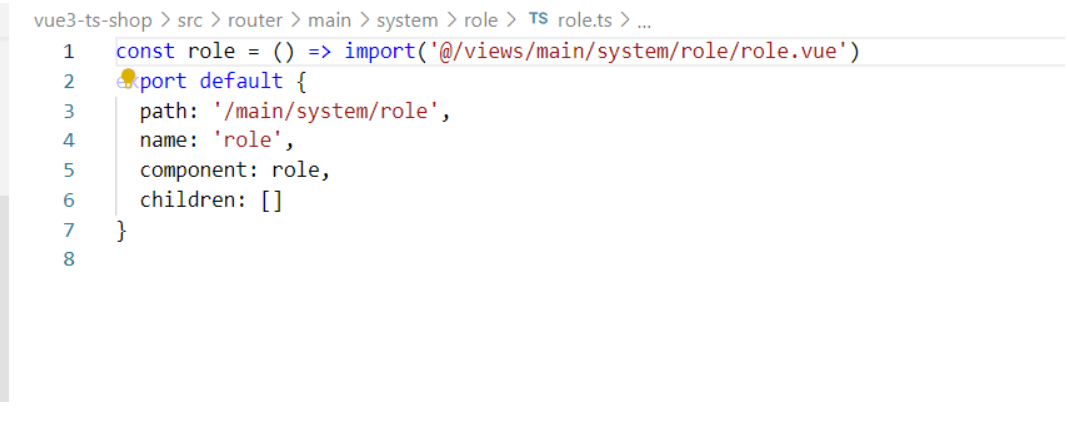 vue3-ts-shop > src > router > main > system > role > TS role.ts > ...
1 const role = () => import('@/views/main/system/role/role.vue')
2 export default {
3 path: '/main/system/role',
4 name: 'role',
5 component: role,
6 children: []
7 }
8